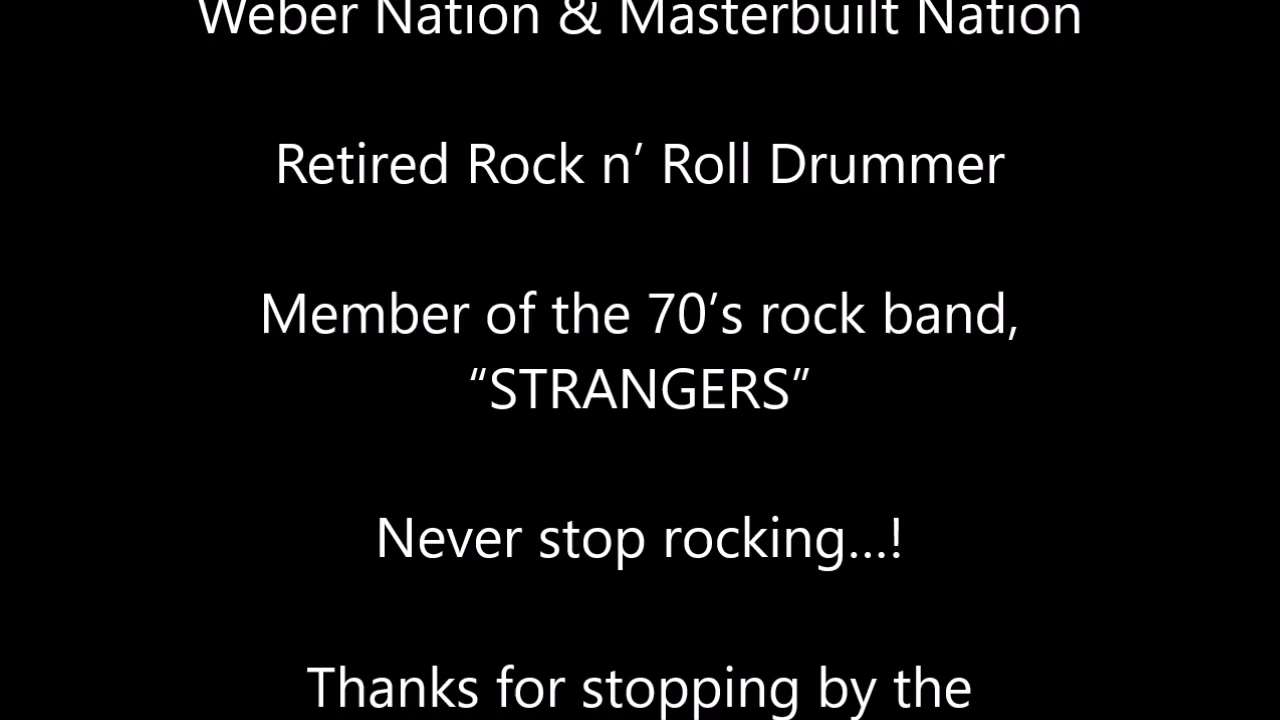 Weber Nation & Masterbuilt Nation
Retired Rock n’ Roll Drummer
Member of the 70’s rock band,
“STRANGERS”
Never stop rocking...!
Thanks for stopping by the